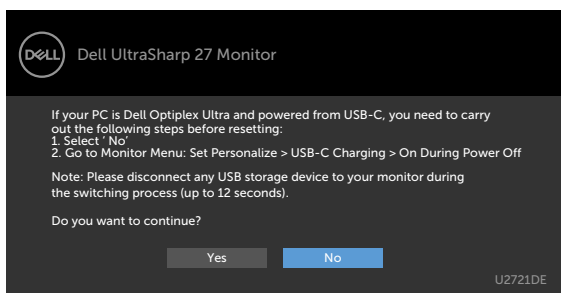 DELL
Dell UltraSharp 27 Monitor
If your PC is Dell Optiplex Ultra and powered from USB-C, you need to carry
out the following steps before resetting:
1. Select ‘ No’
2. Go to Monitor Menu: Set Personalize > USB-C Charging > On During Power Off
Note: Please disconnect any USB storage device to your monitor during
the switching process (up to 12 seconds).
Do you want to continue?
Yes No
U2721DE